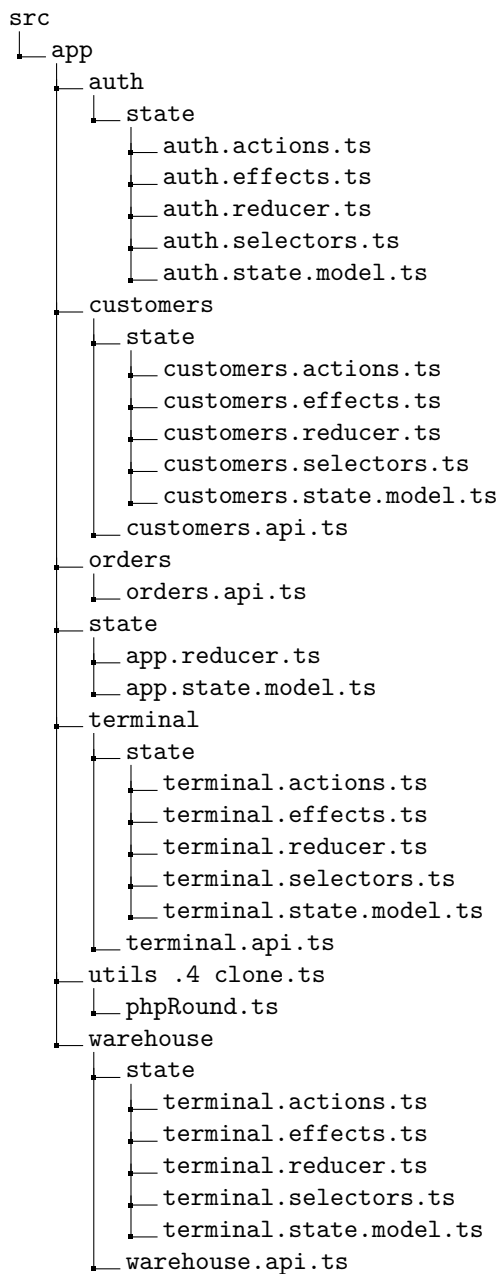 src
app
auth
state
auth.actions.ts
auth.effects.ts
auth.reducer.ts
auth.selectors.ts
auth.state.model.ts
customers
state
customers.actions.ts
customers.effects.ts
customers.reducer.ts
customers.selectors.ts
customers.state.model.ts
customers.api.ts
orders
orders.api.ts
state
app.reducer.ts
app.state.model.ts
terminal
state
terminal.actions.ts
terminal.effects.ts
terminal.reducer.ts
terminal.selectors.ts
terminal.state.model.ts
terminal.api.ts
utils .4 clone.ts
phpRound.ts
warehouse
state
terminal.actions.ts
terminal.effects.ts
terminal.reducer.ts
terminal.selectors.ts
terminal.state.model.ts
warehouse.api.ts